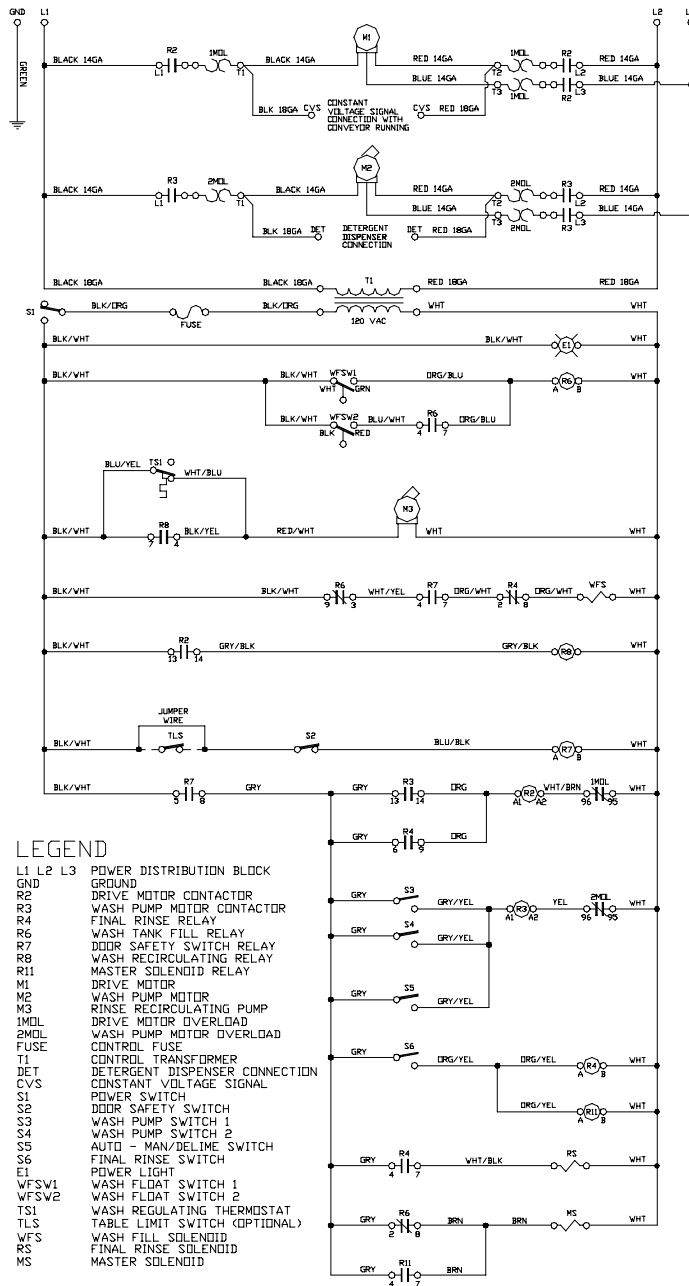 GND L1 L2 L
GREEN
BLACK 14GA R2 1MOL BLACK 14GA M1 RED 14GA 1MOL R2 RED 14GA
L1 T1 T2 L2
BLUE 14GA BLUE 14GA
T3 1MOL R2 L3
BLK 18GA CVS CONSTANT VOLTAGE SIGNAL CONNECTION WITH CONVEYOR RUNNING CVS RED 18GA
BLACK 14GA R3 2MOL BLACK 14GA M2 RED 14GA 2MOL R3 RED 14GA
L1 T1 T2 L2
BLUE 14GA BLUE 14GA
T3 2MOL R3 L3
BLK 18GA DET DETERGENT DISPENSER CONNECTION DET RED 18GA
BLACK 18GA BLACK 18GA T1 RED 18GA RED 18GA
S1 BLK/ORG FUSE BLK/ORG 120 VAC WHT WHT
BLK/WHT BLK/WHT E1 WHT
BLK/WHT BLK/WHT WFSW1 ORG/BLU R6 WHT
WHT GRN A B
BLK/WHT WFSW2 BLU/WHT R6 ORG/BLU
BLK RED 4 7
BLU/YEL TS1 WHT/BLU
M3
BLK/WHT R8 BLK/YEL RED/WHT WHT WHT
7 4
BLK/WHT BLK/WHT R6 WHT/YEL R7 ORG/WHT R4 ORG/WHT WFS WHT
9 3 4 7 2 8
BLK/WHT R2 GRY/BLK GRY/BLK R8 WHT
13 14
JUMPER WIRE
BLK/WHT TLS S2 BLU/BLK R7 WHT
A B
BLK/WHT R7 GRY GRY R3 ORG R2 WHT/BRN 1MOL WHT
5 8 13 14 A1 A2 96 95
GRY R4 ORG
6 9
GRY S3 GRY/YEL R3 YEL 2MOL WHT
A1 A2 96 95
GRY S4 GRY/YEL
GRY S5 GRY/YEL
GRY S6 ORG/YEL ORG/YEL R4 WHT
A B
ORG/YEL R11 WHT
A B
GRY R4 WHT/BLK RS WHT
4 7
GRY R6 BRN BRN MS WHT
2 8
GRY R11 BRN
4 7
LEGEND
L1 L2 L3 POWER DISTRIBUTION BLOCK
GND GROUND
R2 DRIVE MOTOR CONTACTOR
R3 WASH PUMP MOTOR CONTACTOR
R4 FINAL RINSE RELAY
R6 WASH TANK FILL RELAY
R7 DOOR SAFETY SWITCH RELAY
R8 WASH RECIRCULATING RELAY
R11 MASTER SOLENOID RELAY
M1 DRIVE MOTOR
M2 WASH PUMP MOTOR
M3 RINSE RECIRCULATING PUMP
1MOL DRIVE MOTOR OVERLOAD
2MOL WASH PUMP MOTOR OVERLOAD
FUSE CONTROL FUSE
T1 CONTROL TRANSFORMER
DET DETERGENT DISPENSER CONNECTION
CVS CONSTANT VOLTAGE SIGNAL
S1 POWER SWITCH
S2 DOOR SAFETY SWITCH
S3 WASH PUMP SWITCH 1
S4 WASH PUMP SWITCH 2
S5 AUTO - MAN/DELIME SWITCH
S6 FINAL RINSE SWITCH
E1 POWER LIGHT
WFSW1 WASH FLOAT SWITCH 1
WFSW2 WASH FLOAT SWITCH 2
TS1 WASH REGULATING THERMOSTAT
TLS TABLE LIMIT SWITCH (OPTIONAL)
WFS WASH FILL SOLENOID
RS FINAL RINSE SOLENOID
MS MASTER SOLENOID